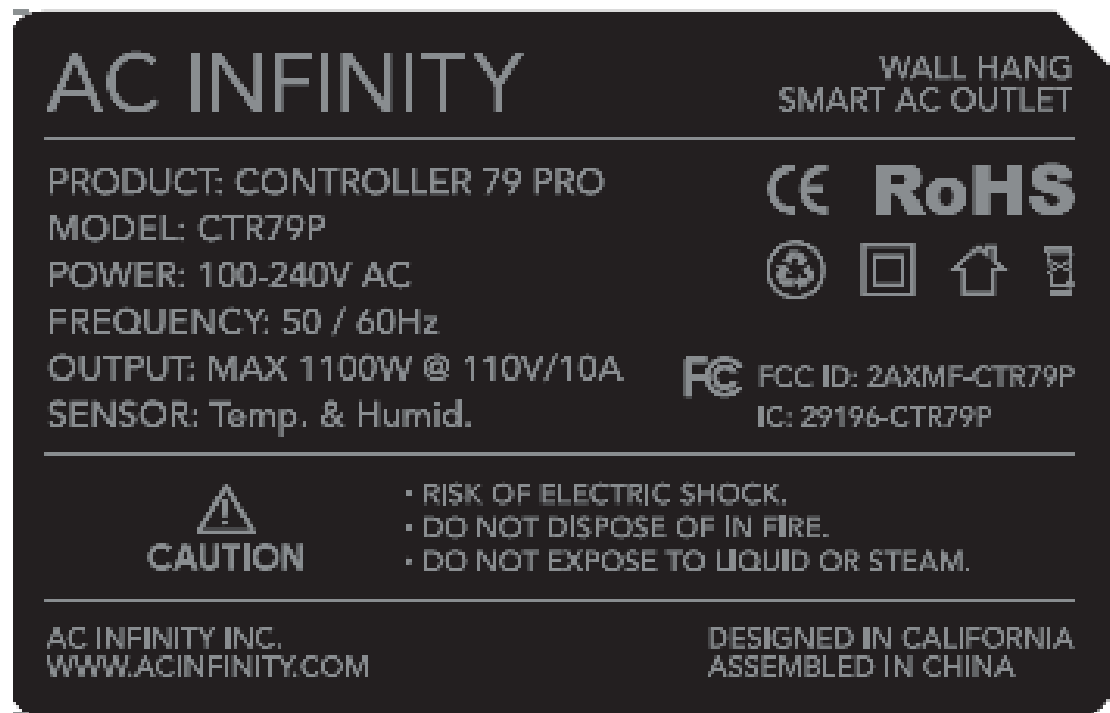 AC INFINITY
WALL HANG
SMART AC OUTLET
PRODUCT: CONTROLLER 79 PRO
MODEL: CTR79P
POWER: 100-240V AC
FREQUENCY: 50 / 60Hz
OUTPUT: MAX 1100W @ 110V/10A
SENSOR: Temp. & Humid.
CE RoHS
FC FCC ID: 2AXMF-CTR79P
IC: 29196-CTR79P
CAUTION
· RISK OF ELECTRIC SHOCK.
· DO NOT DISPOSE OF IN FIRE.
· DO NOT EXPOSE TO LIQUID OR STEAM.
AC INFINITY INC.
WWW.ACINFINITY.COM
DESIGNED IN CALIFORNIA
ASSEMBLED IN CHINA